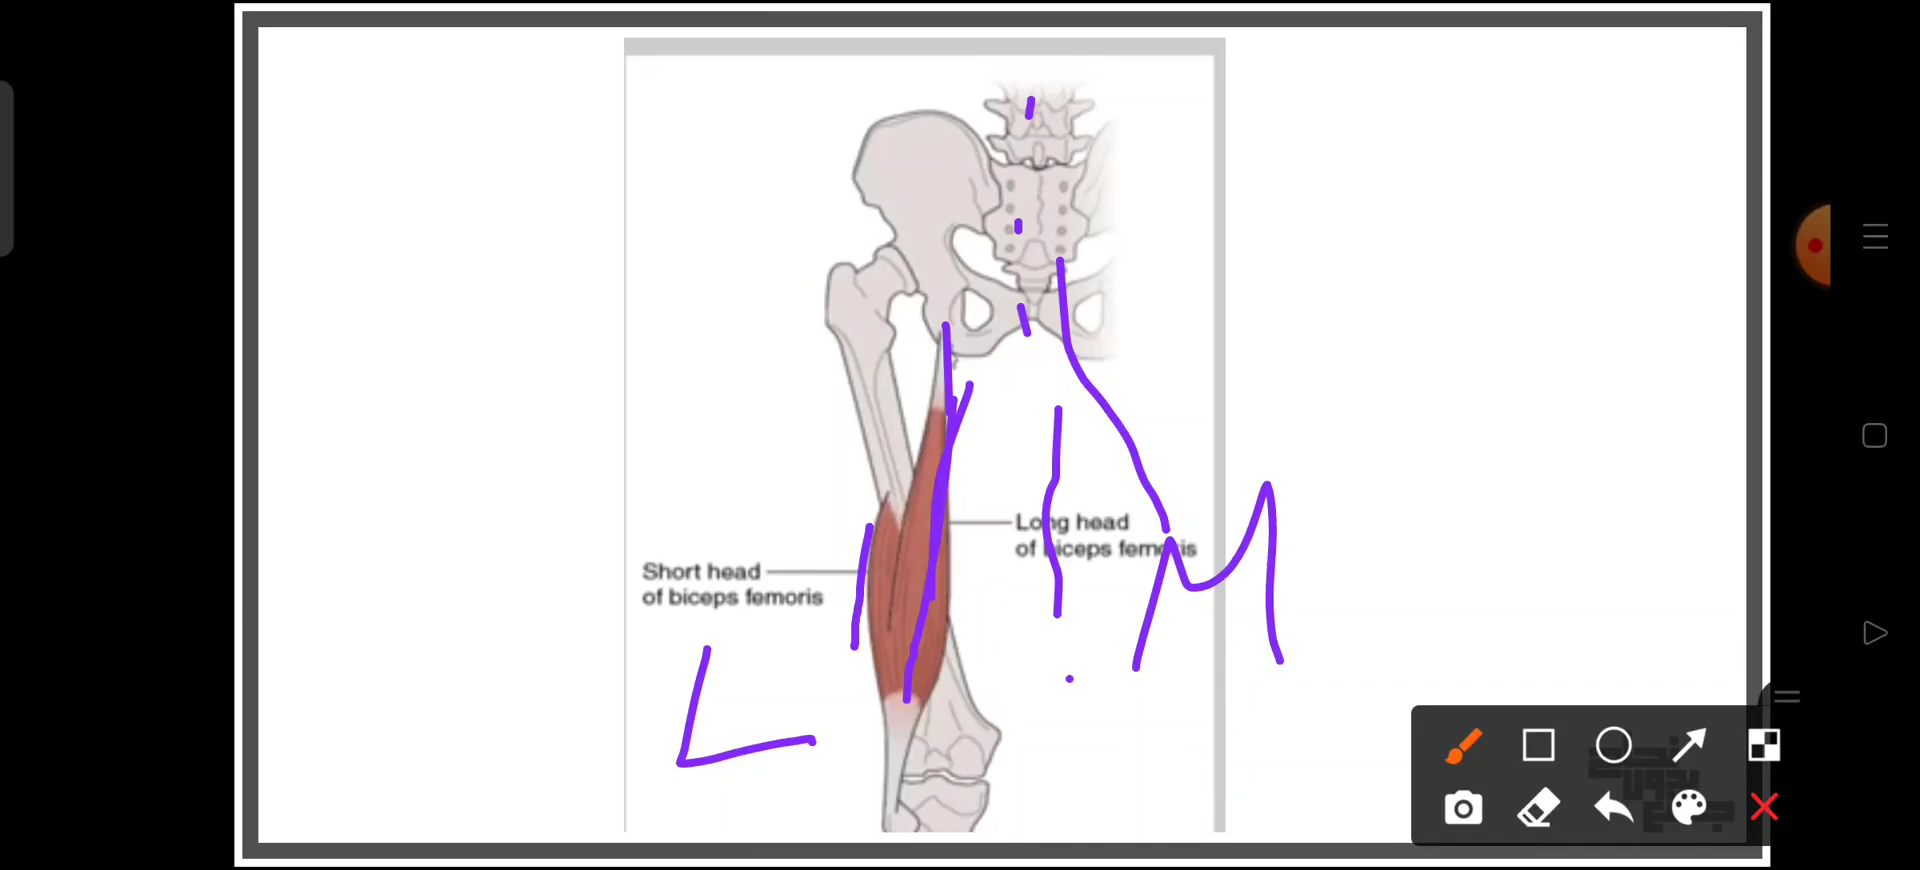 Long head
of biceps femoris
Short head
of biceps femoris
L
M